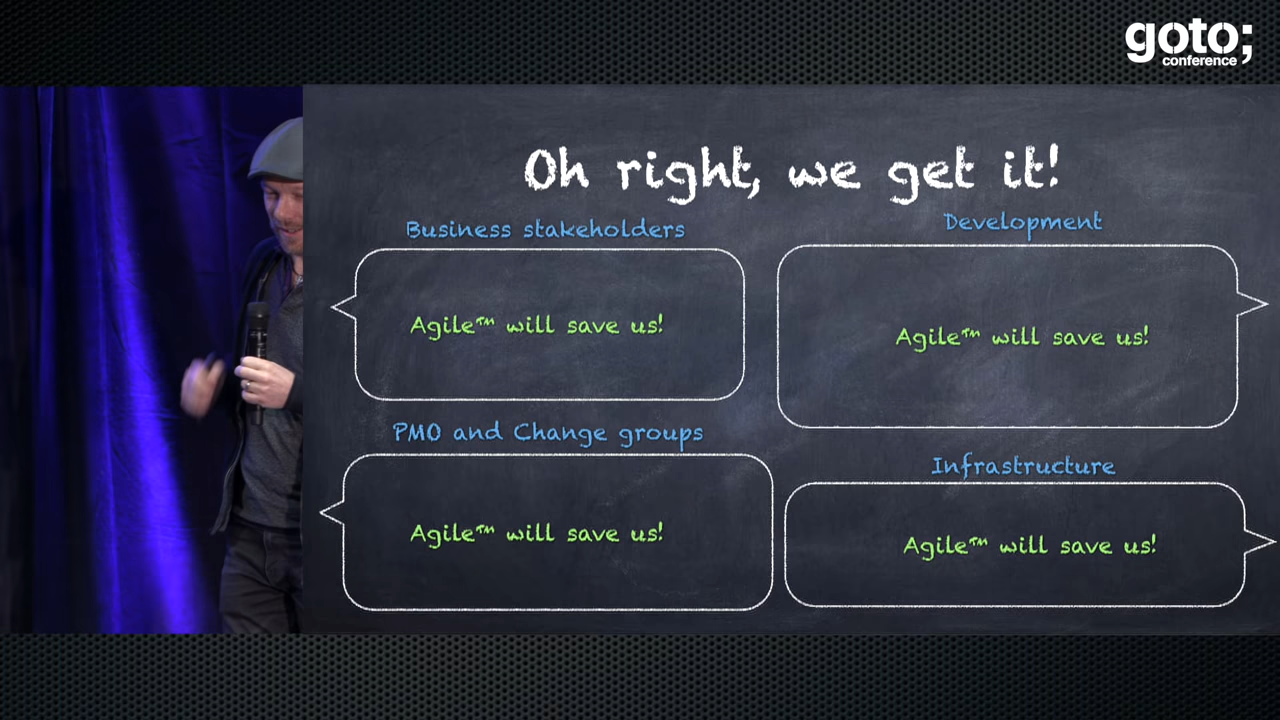 goto;
conference
Oh right, we get it!
Business stakeholders
Agile™ will save us!
Development
Agile™ will save us!
PMO and Change groups
Agile™ will save us!
Infrastructure
Agile™ will save us!